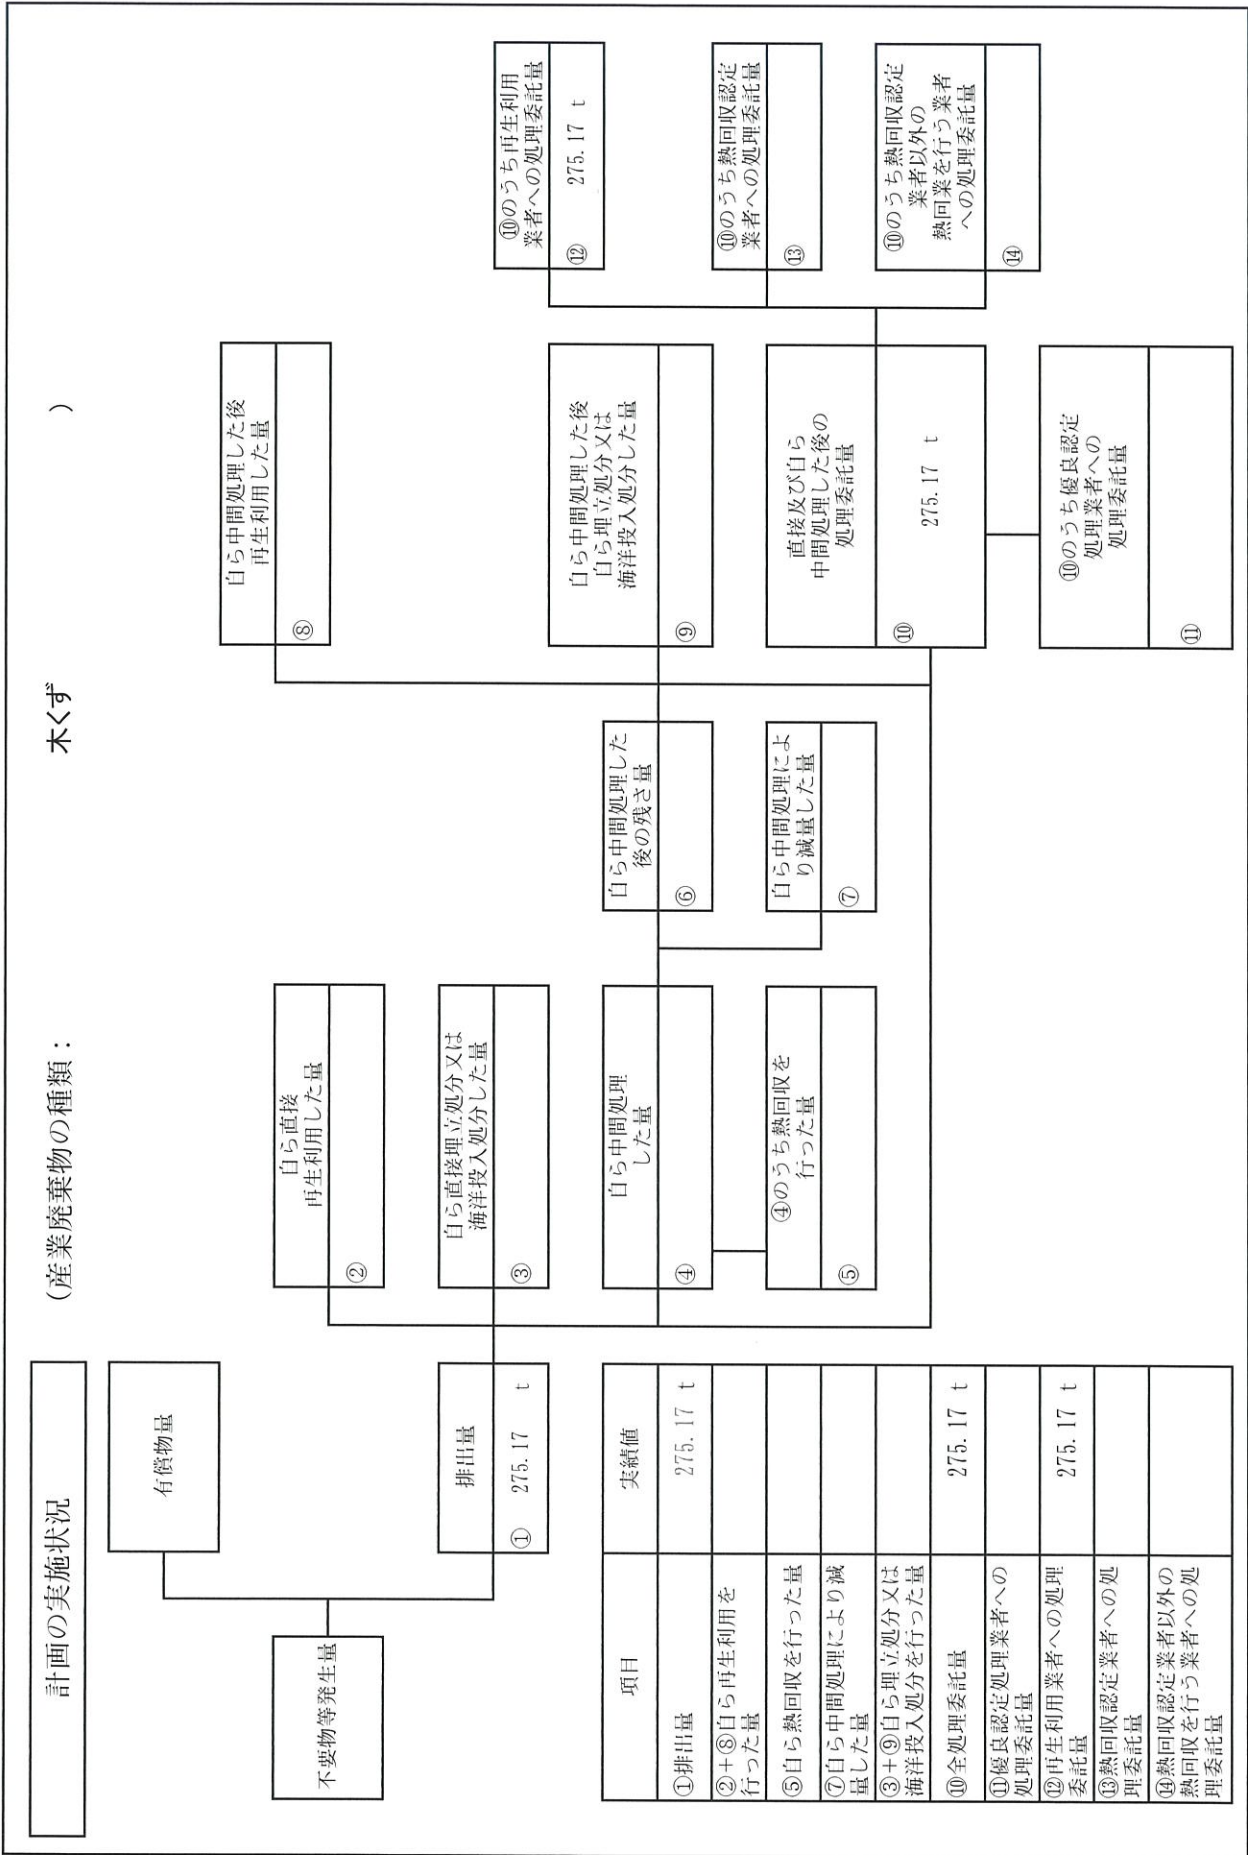 計画の実施状況
(産業廃棄物の種類： 木くず )
不要物等発生量
有償物量
排出量
① 275.17 t
自ら直接
再生利用した量
②
自ら直接埋立処分又は
海洋投入処分した量
③
自ら中間処理
した量
④
④のうち熱回収を
行った量
⑤
自ら中間処理した
後の残さ量
⑥
自ら中間処理によ
り減量した量
⑦
自ら中間処理した後
再生利用した量
⑧
自ら中間処理した後
自ら埋立処分又は
海洋投入処分した量
⑨
直接及び自ら
中間処理した後の
処理委託量
⑩
275.17 t
⑩のうち優良認定
処理業者への
処理委託量
⑪
⑩のうち再生利用
業者への処理委託量
⑫ 275.17 t
⑩のうち熱回収認定
業者への処理委託量
⑬
⑩のうち熱回収認定
業者以外の
熱回業を行う業者
への処理委託量
⑭
項目 実績値
①排出量 275.17 t
②+⑧自ら再生利用を
行った量
⑤自ら熱回収を行った量
⑦自ら中間処理により減
量した量
③+⑨自ら埋立処分又は
海洋投入処分を行った量
⑩全処理委託量 275.17 t
⑪優良認定処理業者への
処理委託量
⑫再生利用業者への処理
委託量 275.17 t
⑬熱回収認定業者への処
理委託量
⑭熱回収認定業者以外の
熱回収を行う業者への処
理委託量